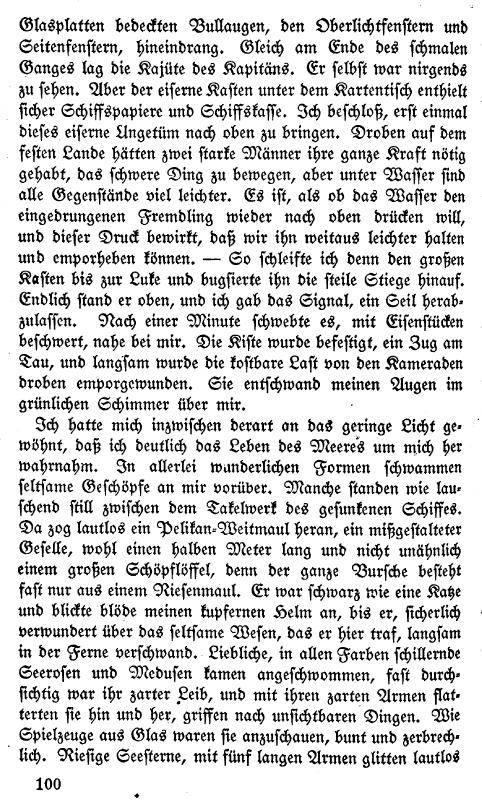 Glasplatten bedeckten Bullaugen, den Oberlichtfenstern und
Seitenfenstern, hineindrang. Gleich am Ende des schmalen
Ganges lag die Kajüte des Kapitäns. Er selbst war nirgends
zu sehen. Aber der eiserne Kasten unter dem Kartentisch enthielt
sicher Schiffspapiere und Schiffskasse. Ich beschloß, erst einmal
dieses eiserne Ungetüm nach oben zu bringen. Droben auf dem
festen Lande hätten zwei starke Männer ihre ganze Kraft nötig
gehabt, das schwere Ding zu bewegen, aber unter Wasser sind
alle Gegenstände viel leichter. Es ist, als ob das Wasser den
eingedrungenen Fremdling wieder nach oben drücken will,
und dieser Druck bewirkt, daß wir ihn weitaus leichter halten
und emporheben können. — So schleifte ich denn den großen
Kasten bis zur Luke und bugsierte ihn die steile Stiege hinauf.
Endlich stand er oben, und ich gab das Signal, ein Seil herab-
zulassen. Nach einer Minute schwebte es, mit Eisenstücken
beschwert, nahe bei mir. Die Kiste wurde befestigt, ein Zug am
Tau, und langsam wurde die kostbare Last von den Kameraden
droben emporgewunden. Sie entschwand meinen Augen im
grünlichen Schimmer über mir.
Ich hatte mich inzwischen derart an das geringe Licht ge-
wöhnt, daß ich deutlich das Leben des Meeres um mich her
wahrnahm. In allerlei wunderlichen Formen schwammen
seltsame Geschöpfe an mir vorüber. Manche standen wie lau-
schend still zwischen dem Takelwerk des gesunkenen Schiffes.
Da zog lautlos ein Pelikan-Weitmaul heran, ein mißgestalteter
Geselle, wohl einen halben Meter lang und nicht unähnlich
einem großen Schöpflöffel, denn der ganze Bursche besteht
fast nur aus einem Riesenmaul. Er war schwarz wie eine Katze
und blickte blöde meinen kupfernen Helm an, bis er, sicherlich
verwundert über das seltsame Wesen, das er hier traf, langsam
in der Ferne verschwand. Liebliche, in allen Farben schillernde
Seerosen und Medusen kamen angeschwommen, fast durch-
sichtig war ihr zarter Leib, und mit ihren zarten Armen flat-
terten sie hin und her, griffen nach unsichtbaren Dingen. Wie
Spielzeuge aus Glas waren sie anzuschauen, bunt und zerbrech-
lich. Riesige Seesterne, mit fünf langen Armen glitten lautlos
100